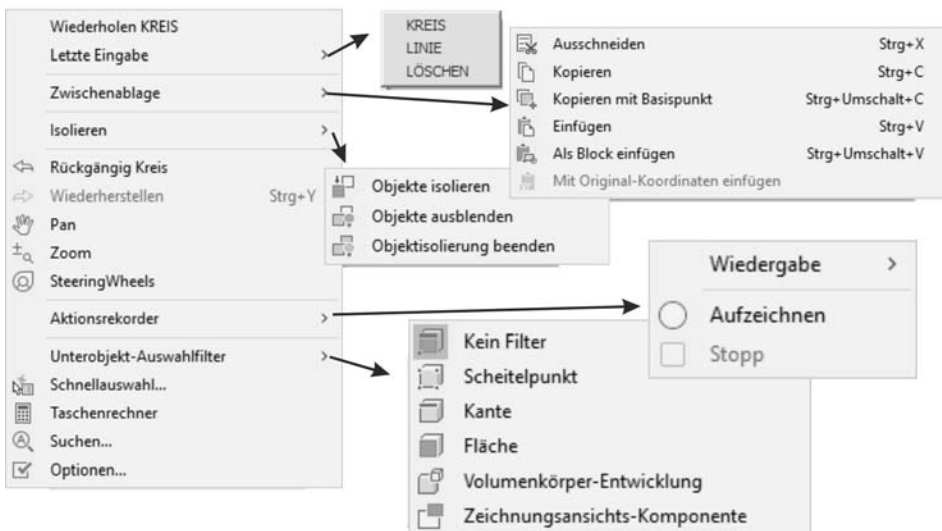 Wiederholen KREIS
Letzte Eingabe
Zwischenablage
Isolieren
Rückgängig Kreis
Wiederherstellen Strg+Y
Pan
Zoom
SteeringWheels
Aktionsrekorder
Unterobjekt-Auswahlfilter
Schnellauswahl...
Taschenrechner
Suchen...
Optionen...
KREIS
LINIE
LÖSCHEN
Ausschneiden Strg+X
Kopieren Strg+C
Kopieren mit Basispunkt Strg+Umschalt+C
Einfügen Strg+V
Als Block einfügen Strg+Umschalt+V
Mit Original-Koordinaten einfügen
Objekte isolieren
Objekte ausblenden
Objektisolierung beenden
Wiedergabe
Aufzeichnen
Stopp
Kein Filter
Scheitelpunkt
Kante
Fläche
Volumenkörper-Entwicklung
Zeichnungsansichts-Komponente